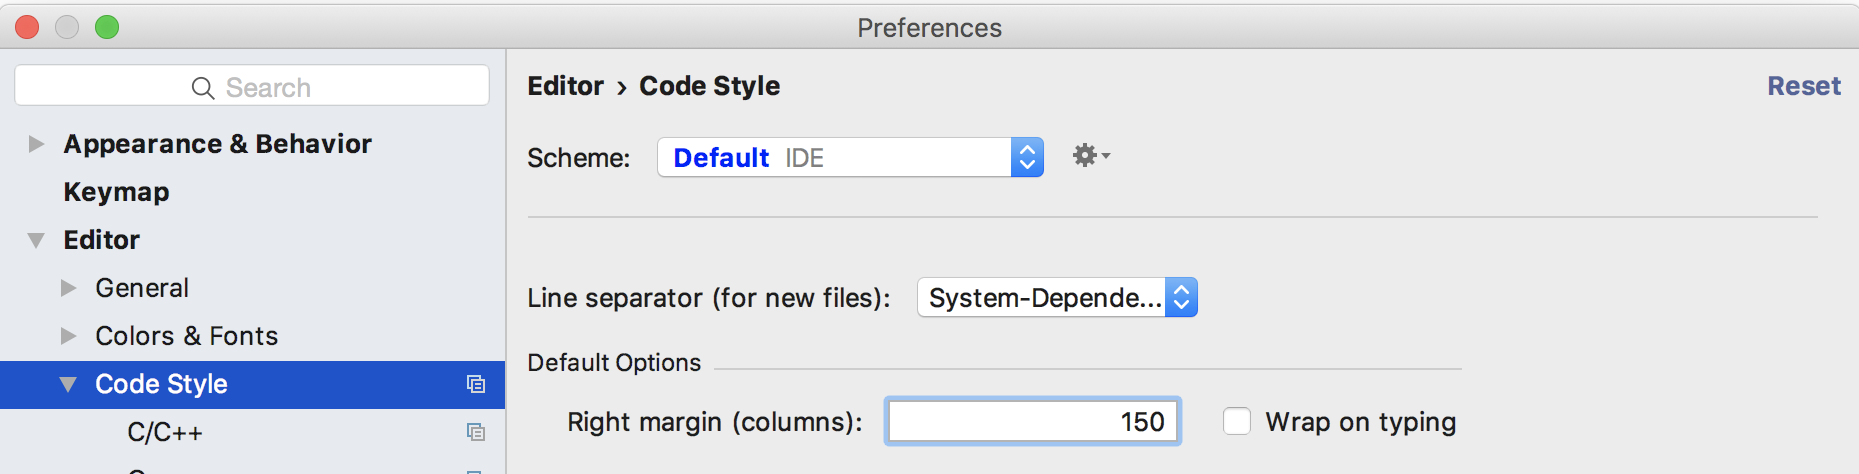 Preferences
Search
Appearance & Behavior
Keymap
Editor
General
Colors & Fonts
Code Style
C/C++
Editor › Code Style
Reset
Scheme: Default IDE
Line separator (for new files): System-Depende...
Default Options
Right margin (columns): 150 Wrap on typing